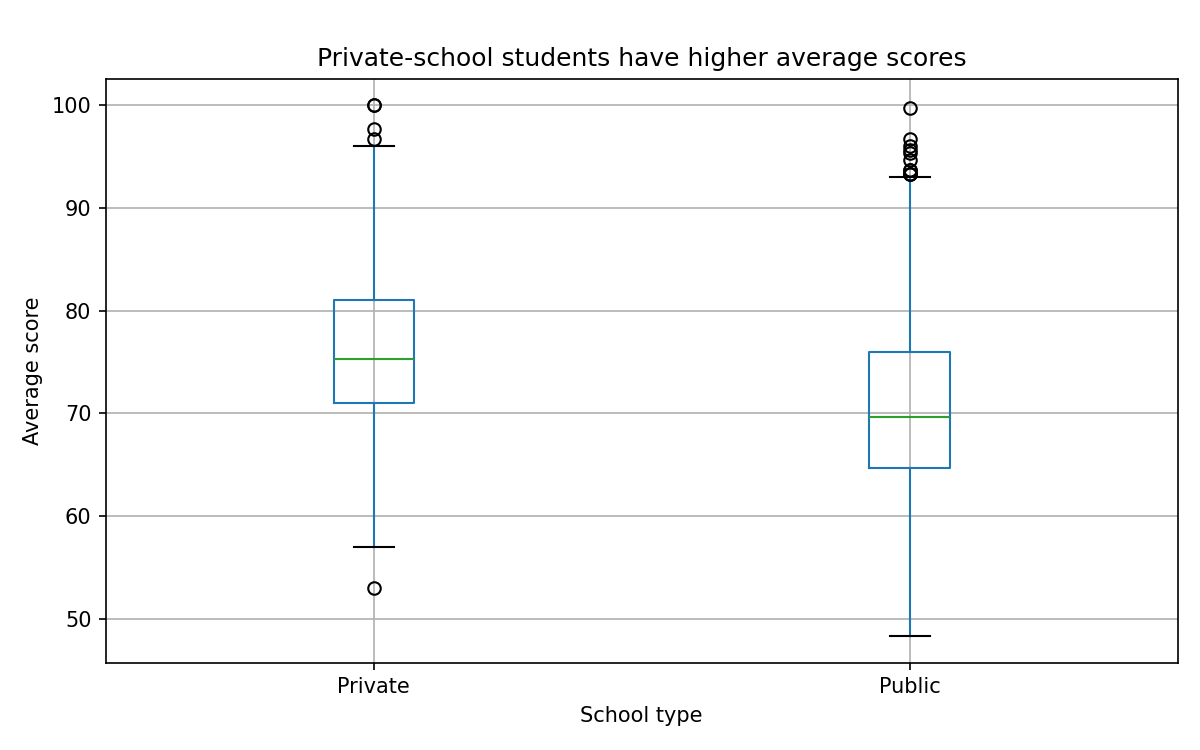 Private-school students have higher average scores
100
90
80
70
60
50
Average score
Private
Public
School type